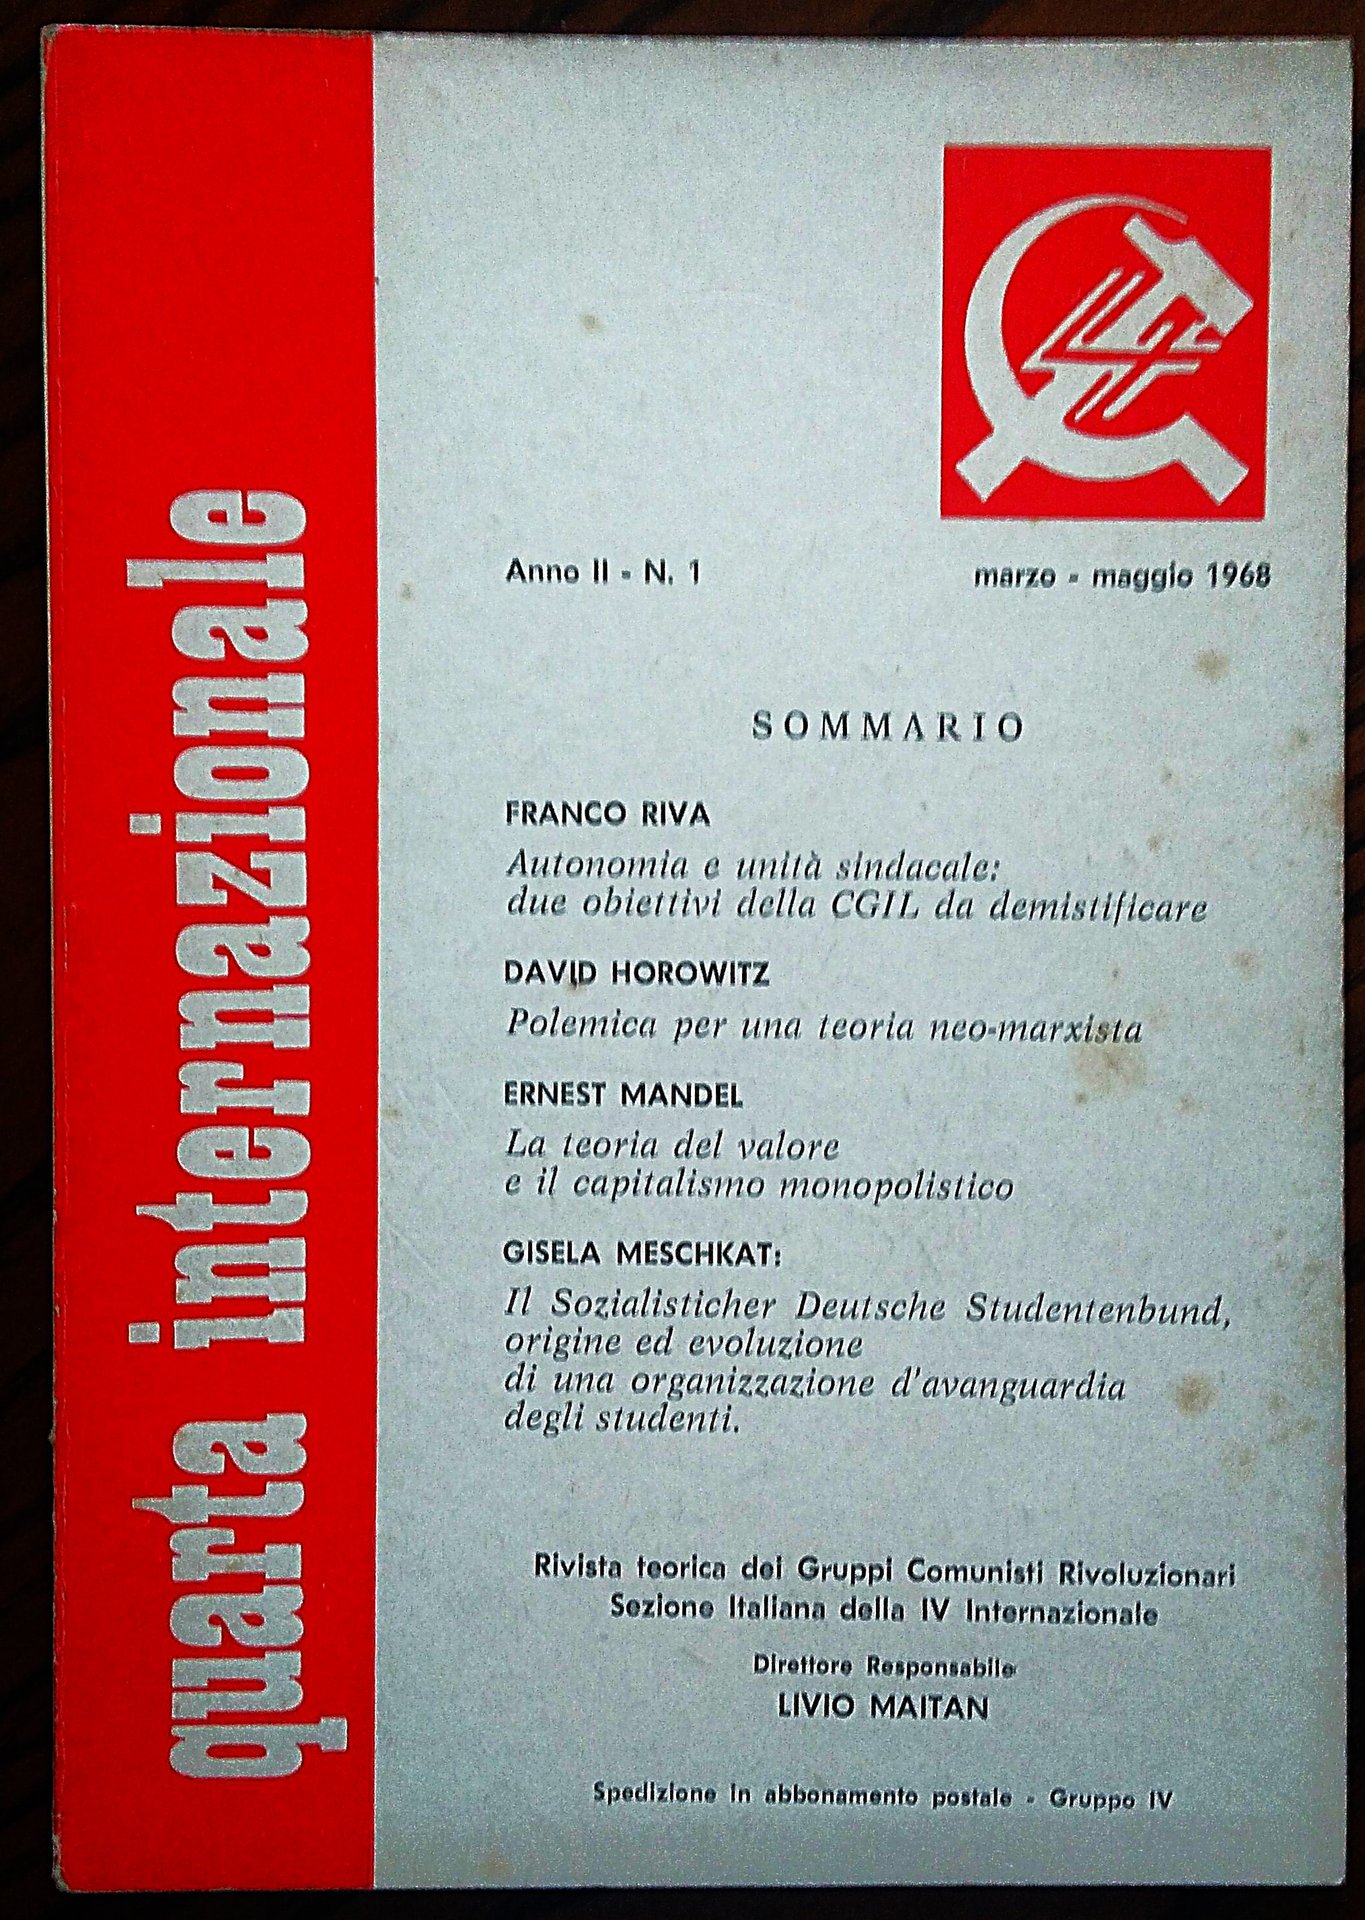 quarta internazionale
4
Anno II - N. 1
marzo - maggio 1968
SOMMARIO
FRANCO RIVA
Autonomia e unità sindacale:
due obiettivi della CGIL da demistificare
DAVID HOROWITZ
Polemica per una teoria neo-marxista
ERNEST MANDEL
La teoria del valore
e il capitalismo monopolistico
GISELA MESCHKAT:
Il Sozialisticher Deutsche Studentenbund,
origine ed evoluzione
di una organizzazione d'avanguardia
degli studenti.
Rivista teorica dei Gruppi Comunisti Rivoluzionari
Sezione Italiana della IV Internazionale
Direttore Responsabile
LIVIO MAITAN
Spedizione in abbonamento postale - Gruppo IV